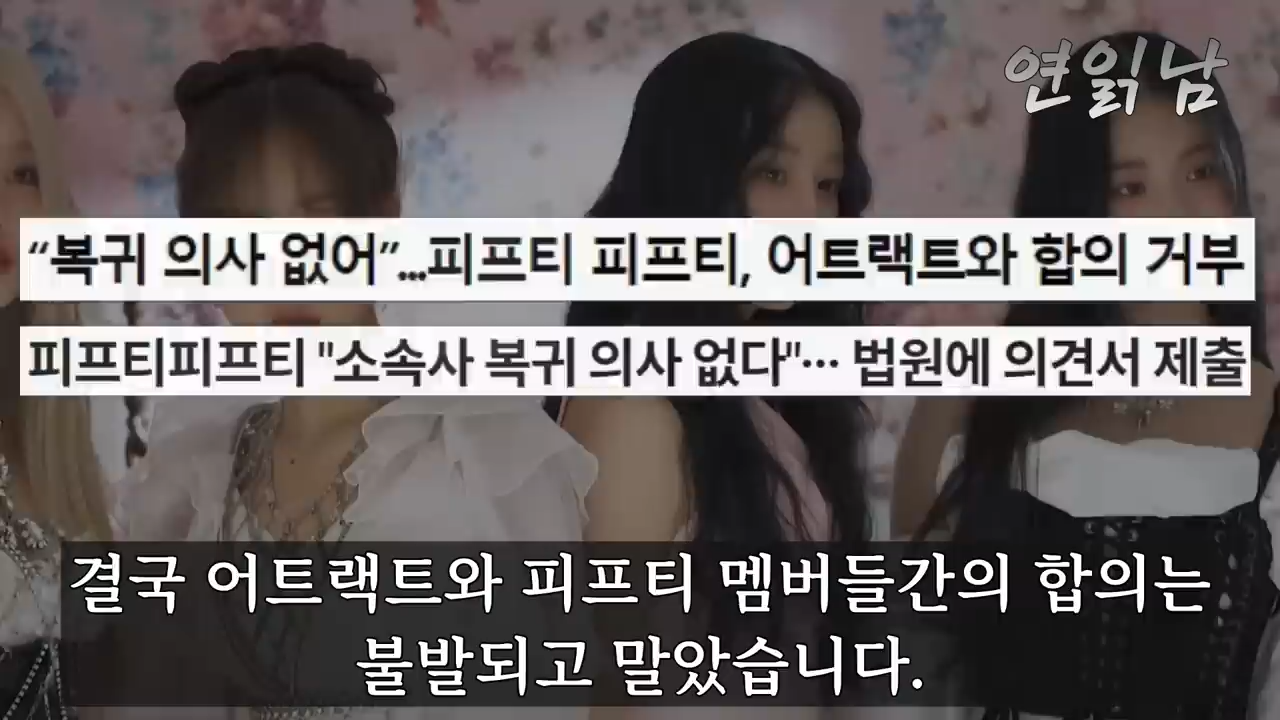 연읽남
“복귀 의사 없어”...피프티 피프티, 어트랙트와 합의 거부
피프티피프티 "소속사 복귀 의사 없다"… 법원에 의견서 제출
결국 어트랙트와 피프티 멤버들간의 합의는
불발되고 말았습니다.